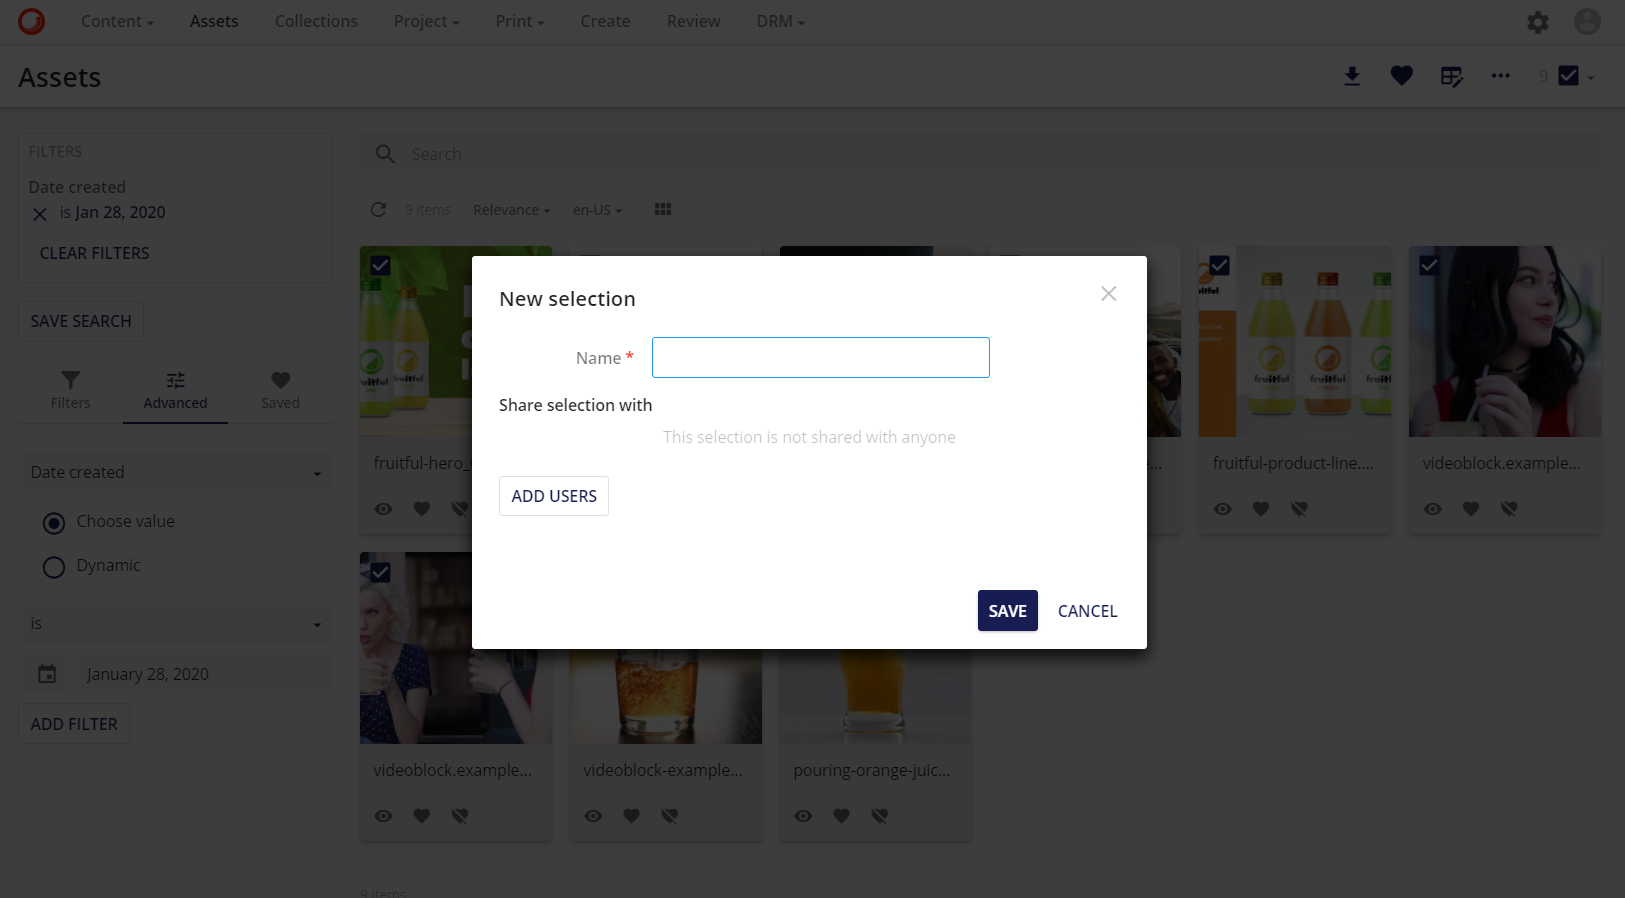 Content
Assets
Collections
Project
Print
Create
Review
DRM
Assets
9
FILTERS
Date created
is Jan 28, 2020
CLEAR FILTERS
SAVE SEARCH
Filters
Advanced
Saved
Date created
Choose value
Dynamic
is
January 28, 2020
ADD FILTER
Search
9 items
Relevance
en-US
New selection
Name *
Share selection with
This selection is not shared with anyone
ADD USERS
SAVE
CANCEL
fruitful
fruitful
fruitful
fruitful
fruitful-product-line....
videoblock.example...
videoblock.example...
videoblock-example...
pouring-orange-juic...
9 items